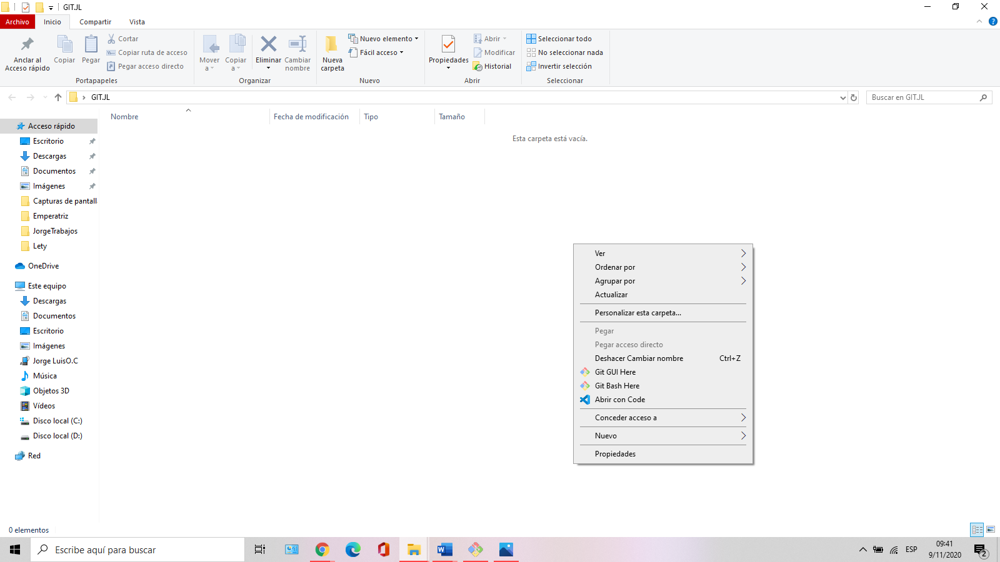 GIT.JL
Archivo
Inicio
Compartir
Vista
Anclar al
Acceso rápido
Copiar
Pegar
Cortar
Copiar ruta de acceso
Pegar acceso directo
Portapapeles
Mover
a
Copiar
a
Eliminar
Cambiar
nombre
Organizar
Nueva
carpeta
Nuevo elemento
Fácil acceso
Nuevo
Propiedades
Abrir
Modificar
Historial
Abrir
Seleccionar todo
No seleccionar nada
Invertir selección
Seleccionar
GIT.JL
Buscar en GIT.JL
Nombre
Fecha de modificación
Tipo
Tamaño
Esta carpeta está vacía.
Acceso rápido
Escritorio
Descargas
Documentos
Imágenes
Capturas de pantall
Emperatriz
JorgeTrabajos
Lety
OneDrive
Este equipo
Descargas
Documentos
Escritorio
Imágenes
Jorge LuisO.C
Música
Objetos 3D
Vídeos
Disco local (C:)
Disco local (D:)
Red
Ver
Ordenar por
Agrupar por
Actualizar
Personalizar esta carpeta...
Pegar
Pegar acceso directo
Deshacer Cambiar nombre Ctrl+Z
Git GUI Here
Git Bash Here
Abrir con Code
Conceder acceso a
Nuevo
Propiedades
0 elementos
Escribe aquí para buscar
ESP
09:41
9/11/2020
2